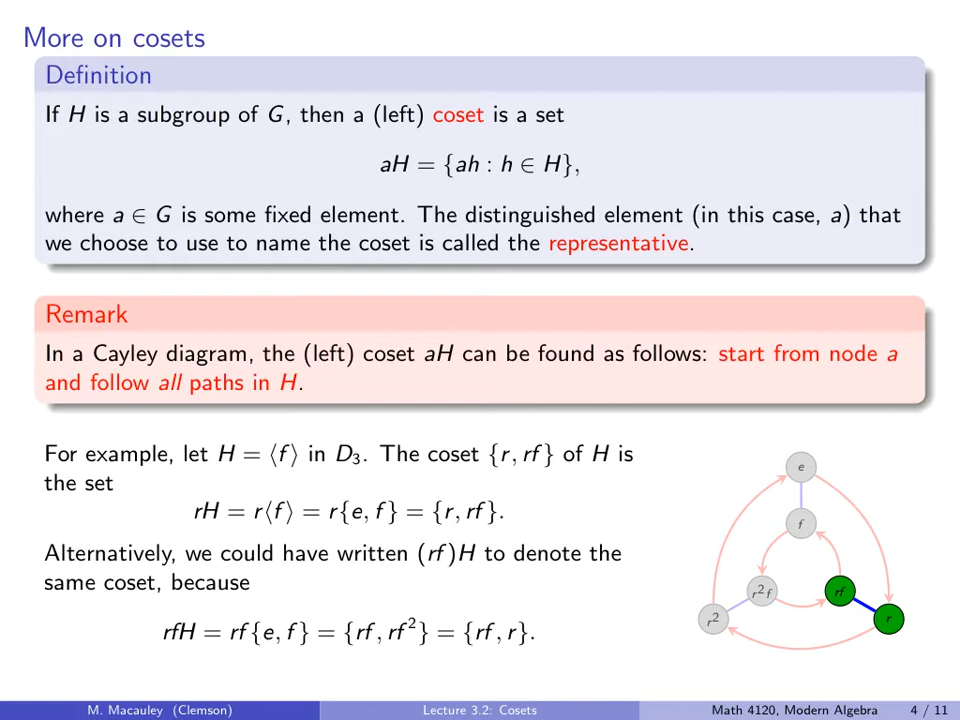 More on cosets
Definition
If H is a subgroup of G, then a (left) coset is a set
aH = {ah : h ∈ H},
where a ∈ G is some fixed element. The distinguished element (in this case, a) that
we choose to use to name the coset is called the representative.
Remark
In a Cayley diagram, the (left) coset aH can be found as follows: start from node a
and follow all paths in H.
For example, let H = ⟨f⟩ in D₃. The coset {r, rf} of H is
the set
rH = r⟨f⟩ = r{e, f} = {r, rf}.
Alternatively, we could have written (rf)H to denote the
same coset, because
rfH = rf{e, f} = {rf, rf²} = {rf, r}.
e
f
r²f
rf
r²
r
M. Macauley (Clemson)
Lecture 3.2: Cosets
Math 4120, Modern Algebra
4 / 11